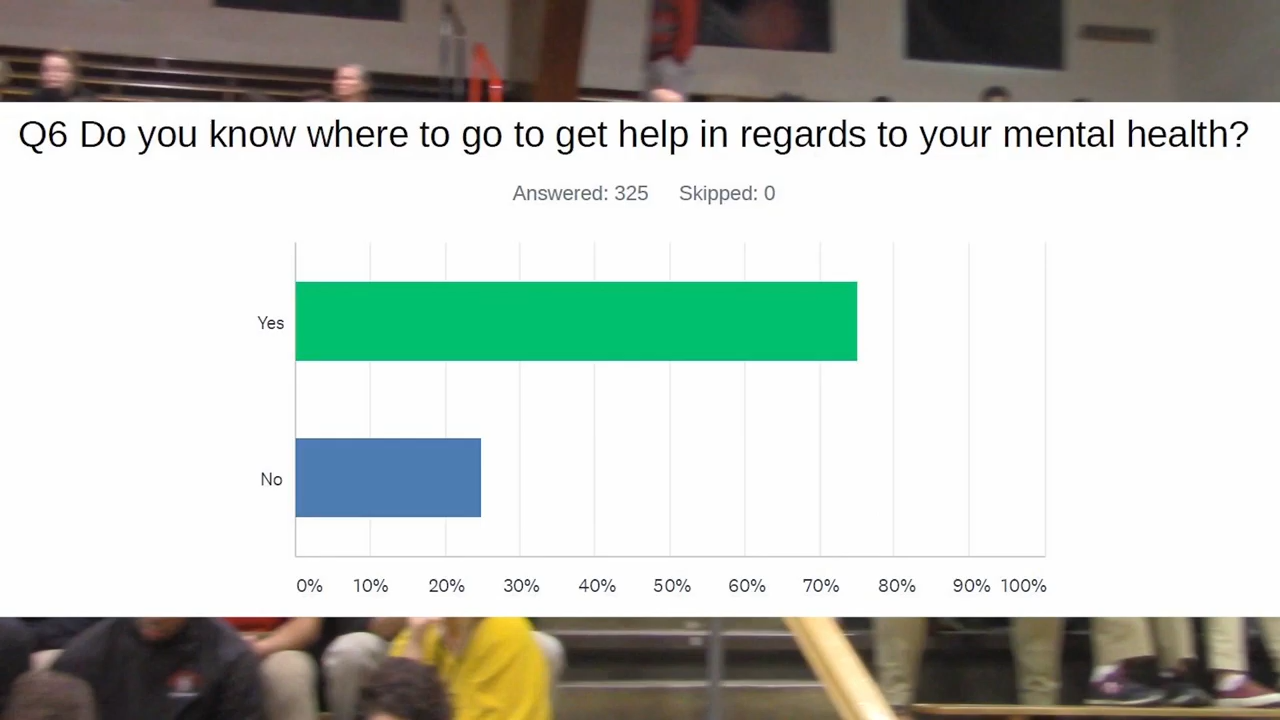 Q6 Do you know where to go to get help in regards to your mental health?
Answered: 325 Skipped: 0
Yes
No
0% 10% 20% 30% 40% 50% 60% 70% 80% 90% 100%